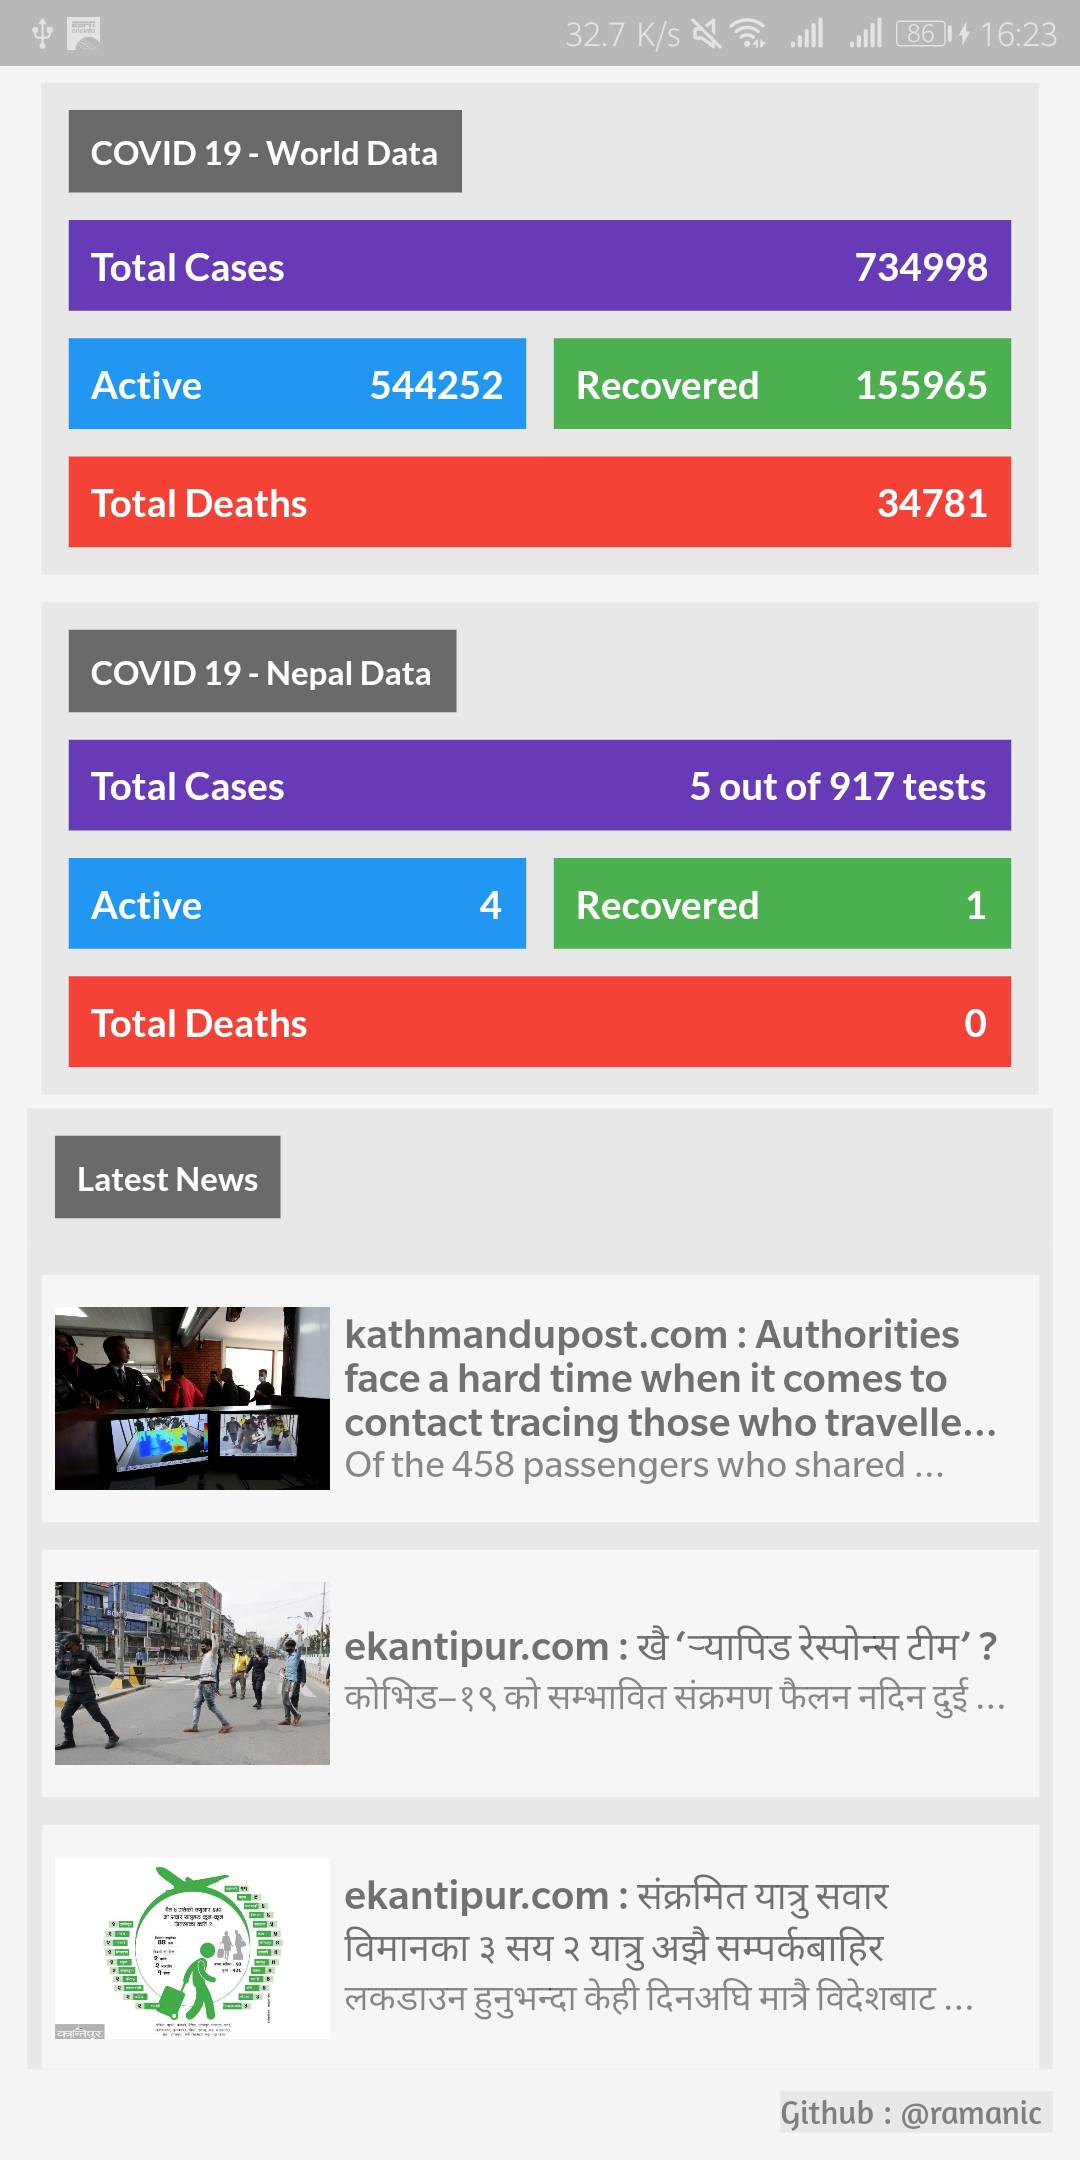 32.7 K/s 86 16:23
COVID 19 - World Data
Total Cases 734998
Active 544252 Recovered 155965
Total Deaths 34781
COVID 19 - Nepal Data
Total Cases 5 out of 917 tests
Active 4 Recovered 1
Total Deaths 0
Latest News
kathmandupost.com : Authorities
face a hard time when it comes to
contact tracing those who travelle...
Of the 458 passengers who shared ...
ekantipur.com : खै ‘र्‍यापिड रेस्पोन्स टीम’ ?
कोभिड–१९ को सम्भावित संक्रमण फैलन नदिन दुई ...
ekantipur.com : संक्रमित यात्रु सवार
विमानका ३ सय २ यात्रु अझै सम्पर्कबाहिर
लकडाउन हुनुभन्दा केही दिनअघि मात्रै विदेशबाट ...
कान्तिपुर
Github : @ramanic